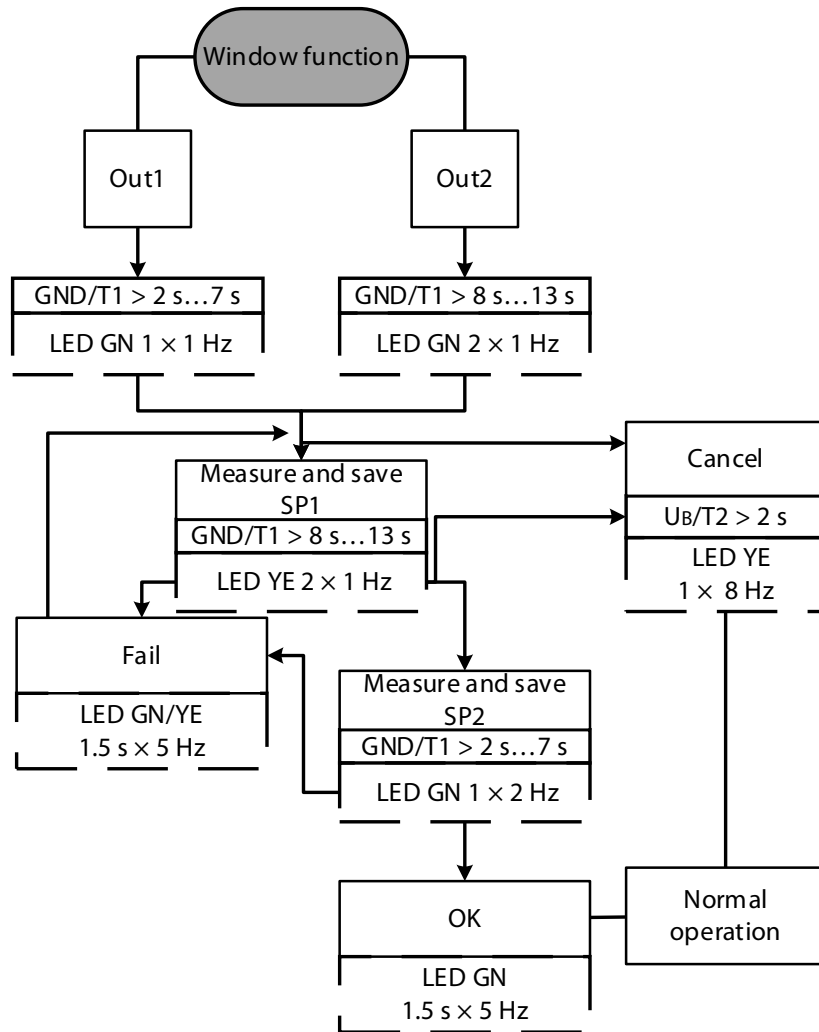 Window function
Out1
Out2
GND/T1 > 2 s…7 s
LED GN 1 × 1 Hz
GND/T1 > 8 s…13 s
LED GN 2 × 1 Hz
Measure and save
SP1
GND/T1 > 8 s…13 s
LED YE 2 × 1 Hz
Cancel
UB/T2 > 2 s
LED YE
1 × 8 Hz
Fail
LED GN/YE
1.5 s × 5 Hz
Measure and save
SP2
GND/T1 > 2 s…7 s
LED GN 1 × 2 Hz
OK
LED GN
1.5 s × 5 Hz
Normal
operation